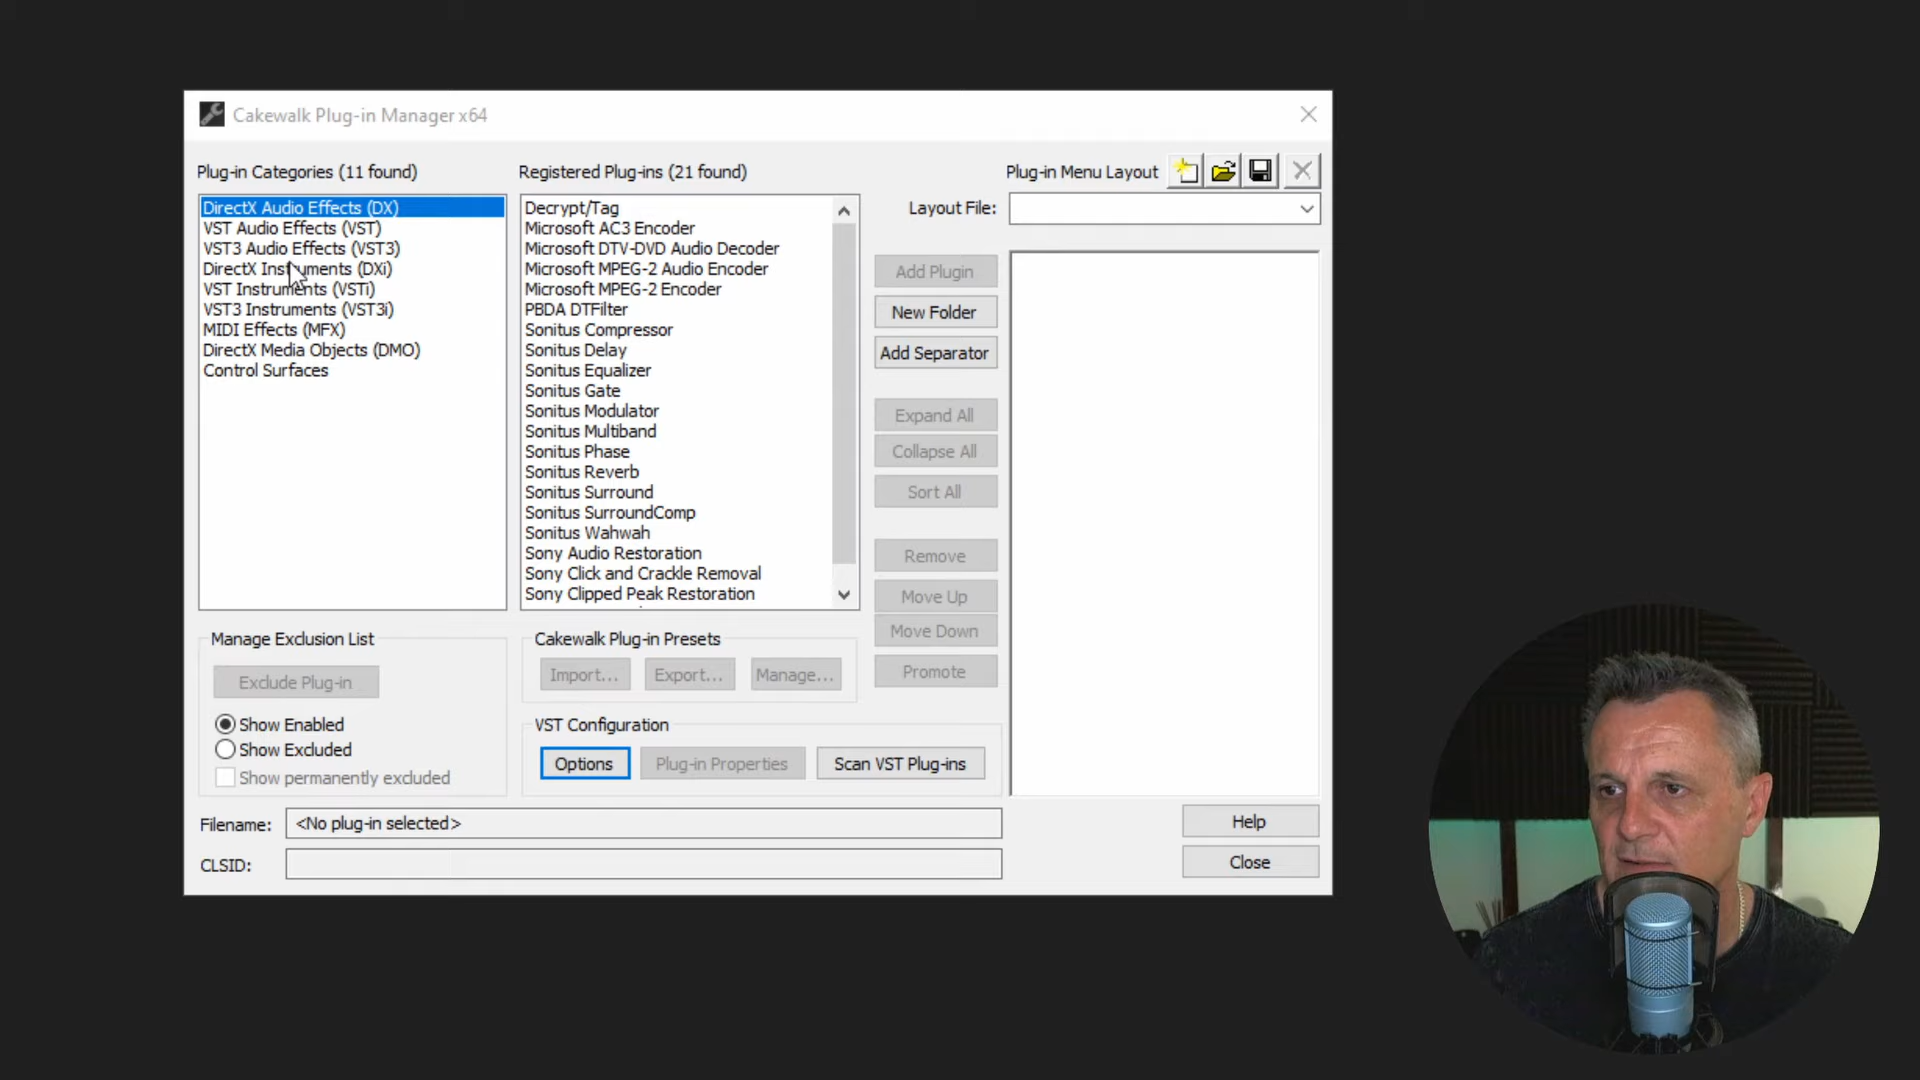 Cakewalk Plug-in Manager x64
Plug-in Categories (11 found)
DirectX Audio Effects (DX)
VST Audio Effects (VST)
VST3 Audio Effects (VST3)
DirectX Instruments (DXi)
VST Instruments (VSTi)
VST3 Instruments (VST3i)
MIDI Effects (MFX)
DirectX Media Objects (DMO)
Control Surfaces
Registered Plug-ins (21 found)
Decrypt/Tag
Microsoft AC3 Encoder
Microsoft DTV-DVD Audio Decoder
Microsoft MPEG-2 Audio Encoder
Microsoft MPEG-2 Encoder
PBDA DTFilter
Sonitus Compressor
Sonitus Delay
Sonitus Equalizer
Sonitus Gate
Sonitus Modulator
Sonitus Multiband
Sonitus Phase
Sonitus Reverb
Sonitus Surround
Sonitus SurroundComp
Sonitus Wahwah
Sony Audio Restoration
Sony Click and Crackle Removal
Sony Clipped Peak Restoration
Plug-in Menu Layout
Layout File:
Add Plugin
New Folder
Add Separator
Expand All
Collapse All
Sort All
Remove
Move Up
Move Down
Promote
Manage Exclusion List
Exclude Plug-in
Show Enabled
Show Excluded
Show permanently excluded
Cakewalk Plug-in Presets
Import...
Export...
Manage...
VST Configuration
Options
Plug-in Properties
Scan VST Plug-ins
Filename:
<No plug-in selected>
CLSID:
Help
Close